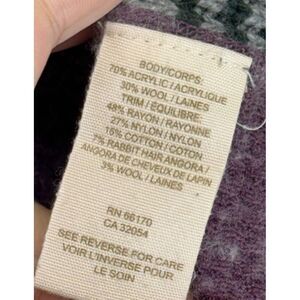 BODY/CORPS:
70% ACRYLIC / ACRYLIQUE
30% WOOL / LAINES
TRIM / EQUILIBRE:
48% RAYON / RAYONNE
27% NYLON / NYLON
15% COTTON / COTON
7% RABBIT HAIR ANGORA /
ANGORA DE CHEVEUX DE LAPIN
3% WOOL / LAINES
RN 66170
CA 32054
SEE REVERSE FOR CARE
VOIR L'INVERSE POUR
LE SOIN